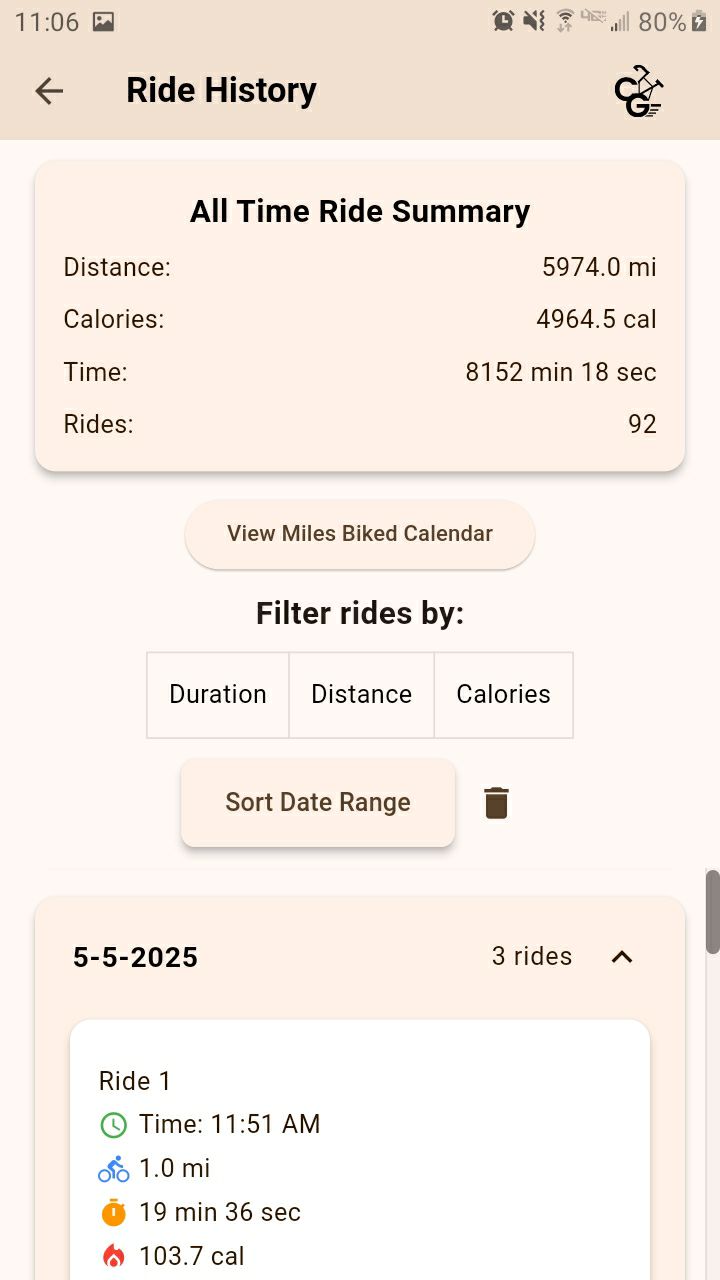 11:06 80%
Ride History
CG
All Time Ride Summary
Distance: 5974.0 mi
Calories: 4964.5 cal
Time: 8152 min 18 sec
Rides: 92
View Miles Biked Calendar
Filter rides by:
Duration Distance Calories
Sort Date Range
5-5-2025 3 rides
Ride 1
Time: 11:51 AM
1.0 mi
19 min 36 sec
103.7 cal